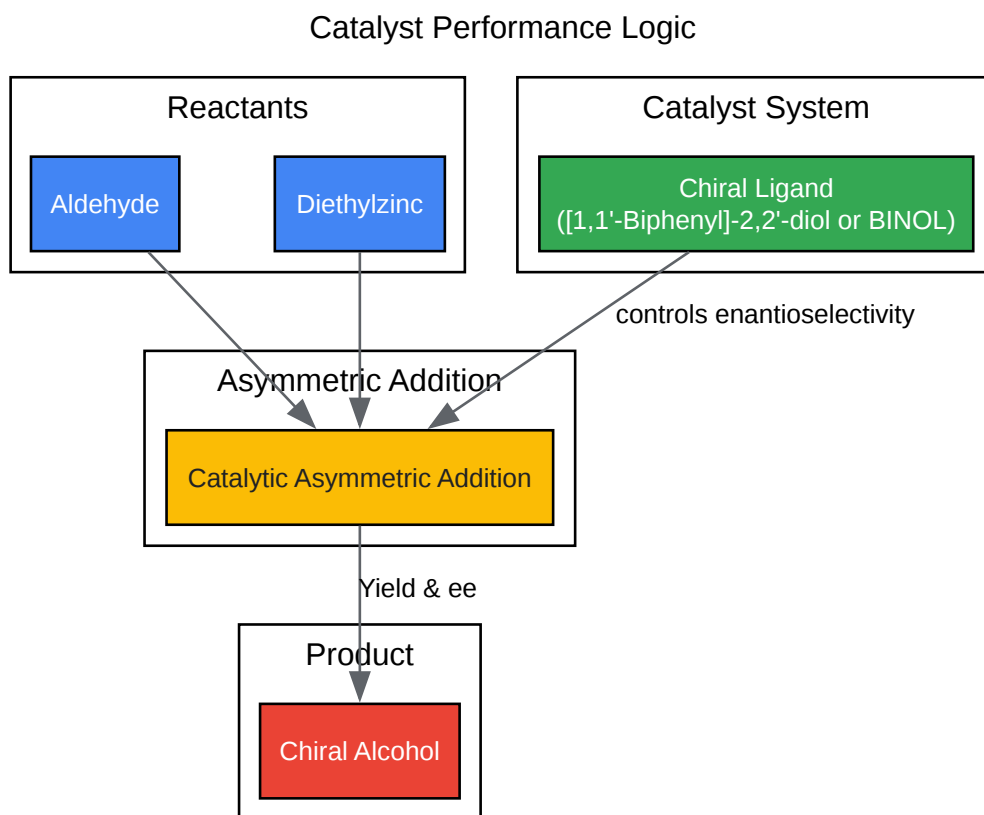 Catalyst Performance Logic
Reactants
Catalyst System
Aldehyde
Diethylzinc
Chiral Ligand
([1,1'-Biphenyl]-2,2'-diol or BINOL)
controls enantioselectivity
Asymmetric Addition
Catalytic Asymmetric Addition
Yield & ee
Product
Chiral Alcohol